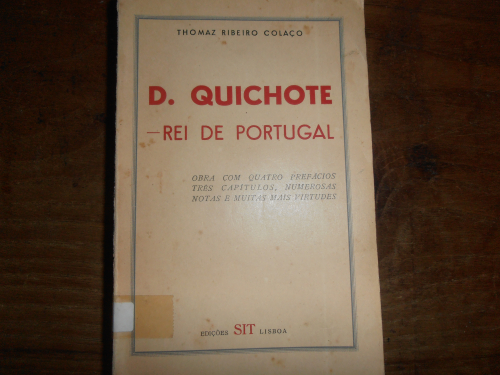 THOMAZ RIBEIRO COLAÇO
D. QUICHOTE
—REI DE PORTUGAL
OBRA COM QUATRO PREFÁCIOS
TRÊS CAPÍTULOS, NUMEROSAS
NOTAS E MUITAS MAIS VIRTUDES
EDIÇÕES SIT LISBOA